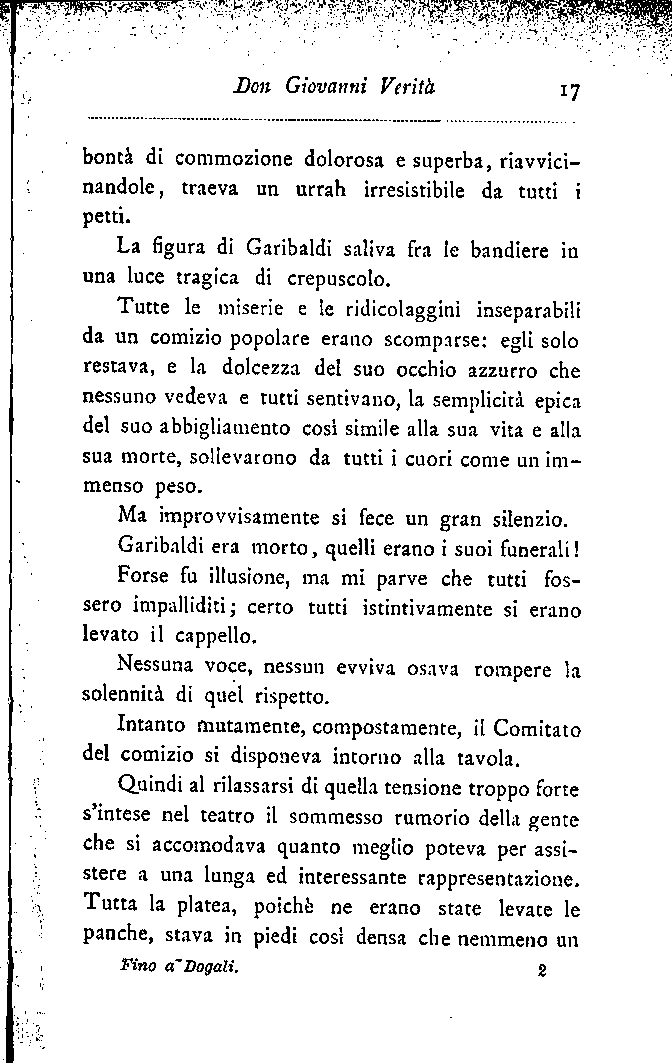 Don Giovanni Verità 17
bontà di commozione dolorosa e superba, riavvici-
nandole, traeva un urrah irresistibile da tutti i
petti.
La figura di Garibaldi saliva fra le bandiere in
una luce tragica di crepuscolo.
Tutte le miserie e le ridicolaggini inseparabili
da un comizio popolare erano scomparse: egli solo
restava, e la dolcezza del suo occhio azzurro che
nessuno vedeva e tutti sentivano, la semplicità epica
del suo abbigliamento così simile alla sua vita e alla
sua morte, sollevarono da tutti i cuori come un im-
menso peso.
Ma improvvisamente si fece un gran silenzio.
Garibaldi era morto, quelli erano i suoi funerali!
Forse fu illusione, ma mi parve che tutti fos-
sero impalliditi; certo tutti istintivamente si erano
levato il cappello.
Nessuna voce, nessun evviva osava rompere la
solennità di quel rispetto.
Intanto mutamente, compostamente, il Comitato
del comizio si disponeva intorno alla tavola.
Quindi al rilassarsi di quella tensione troppo forte
s'intese nel teatro il sommesso rumorio della gente
che si accomodava quanto meglio poteva per assi-
stere a una lunga ed interessante rappresentazione.
Tutta la platea, poichè ne erano state levate le
panche, stava in piedi così densa che nemmeno un
Fino a Dogali. 2